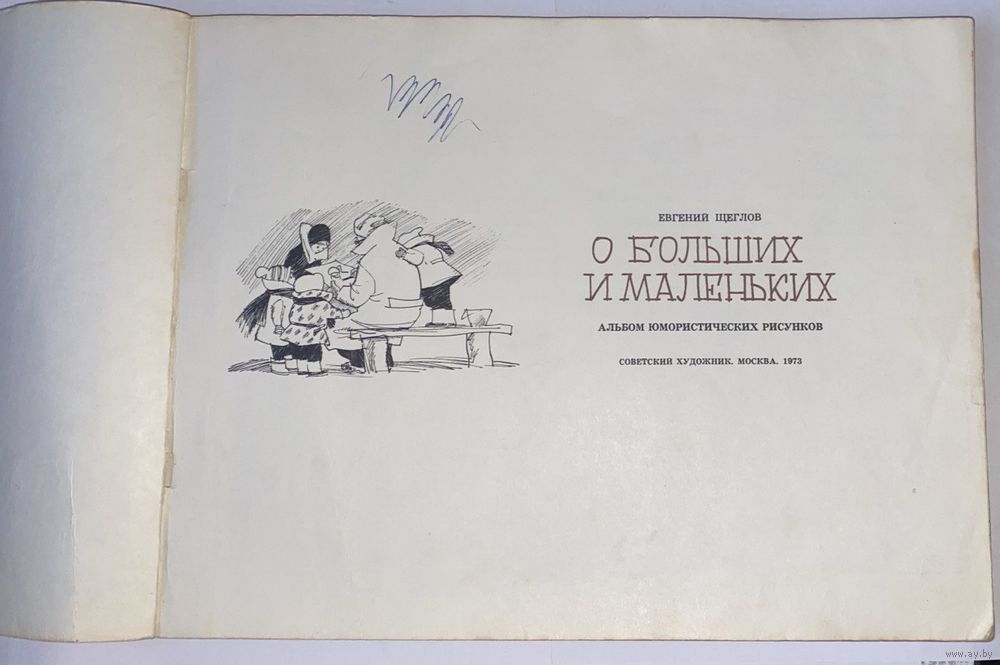 ЕВГЕНИЙ ЩЕГЛОВ
О БОЛЬШИХ
И МАЛЕНЬКИХ
АЛЬБОМ ЮМОРИСТИЧЕСКИХ РИСУНКОВ
СОВЕТСКИЙ ХУДОЖНИК. МОСКВА. 1973
www.ay.by